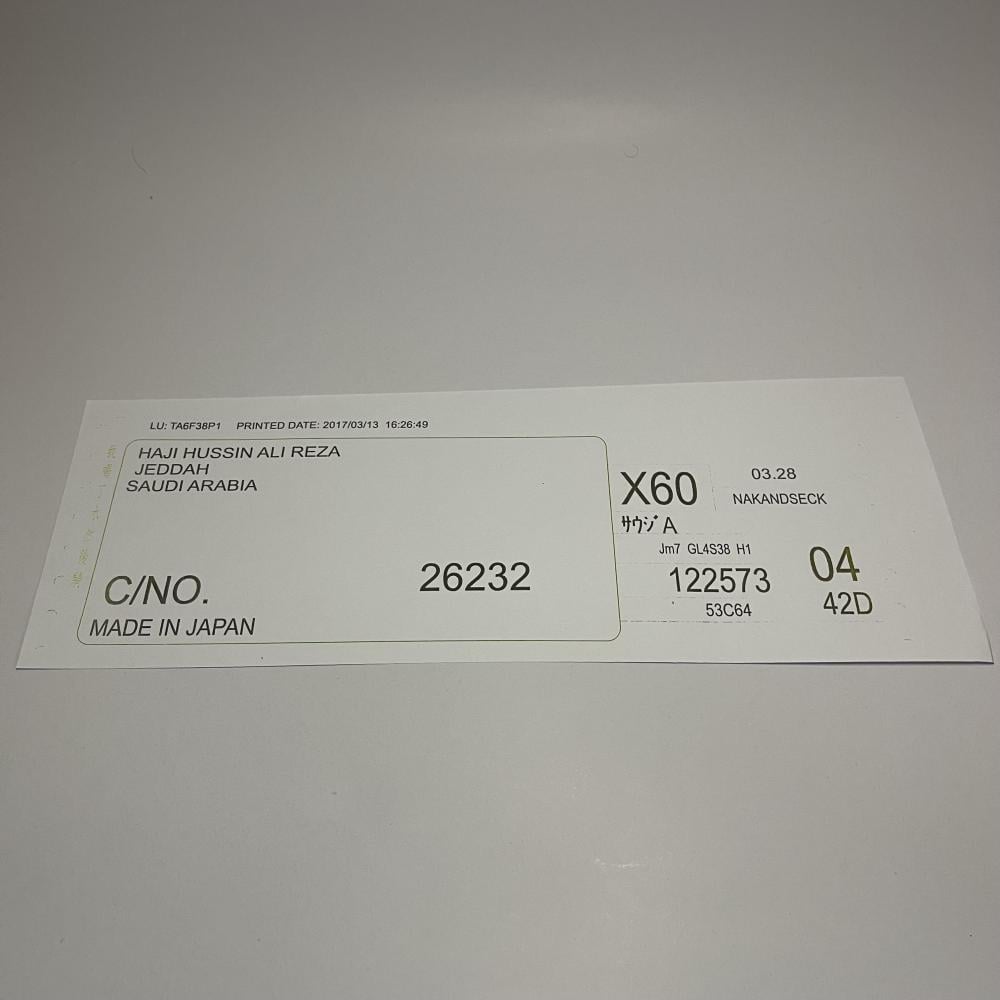 LU: TA6F38P1 PRINTED DATE: 2017/03/13 16:26:49
HAJI HUSSIN ALI REZA
JEDDAH
SAUDI ARABIA
C/NO. 26232
MADE IN JAPAN
X60 03.28
NAKANDSECK
ｻｳｼﾞ A
Jm7 GL4S38 H1
122573 04
53C64 42D